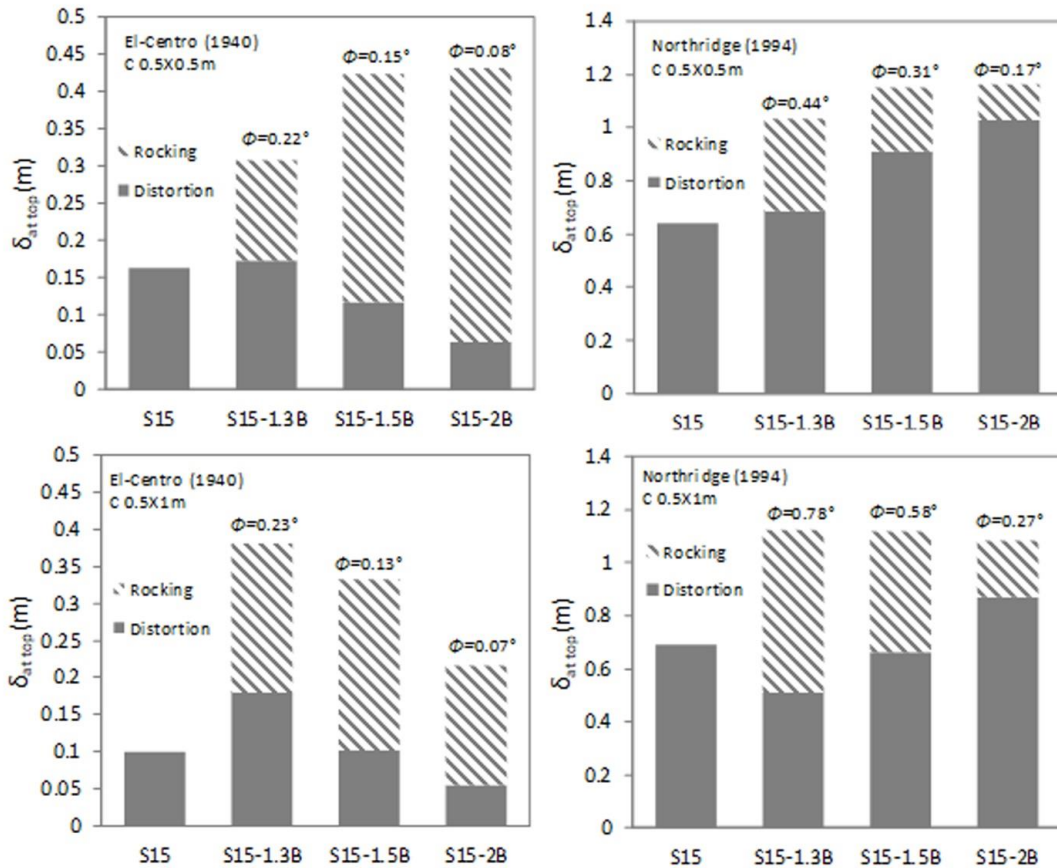 El-Centro (1940)
C 0.5X0.5m
Φ=0.22°
Φ=0.15°
Φ=0.08°
Rocking
Distortion
δat top (m)
0.5
0.45
0.4
0.35
0.3
0.25
0.2
0.15
0.1
0.05
0
S15 S15-1.3B S15-1.5B S15-2B
Northridge (1994)
C 0.5X0.5m
Φ=0.44°
Φ=0.31°
Φ=0.17°
Rocking
Distortion
δat top (m)
1.4
1.2
1
0.8
0.6
0.4
0.2
0
S15 S15-1.3B S15-1.5B S15-2B
El-Centro (1940)
C 0.5X1m
Φ=0.23°
Φ=0.13°
Φ=0.07°
Rocking
Distortion
δat top (m)
0.5
0.45
0.4
0.35
0.3
0.25
0.2
0.15
0.1
0.05
0
S15 S15-1.3B S15-1.5B S15-2B
Northridge (1994)
C 0.5X1m
Φ=0.78°
Φ=0.58°
Φ=0.27°
Rocking
Distortion
δat top (m)
1.4
1.2
1
0.8
0.6
0.4
0.2
0
S15 S15-1.3B S15-1.5B S15-2B